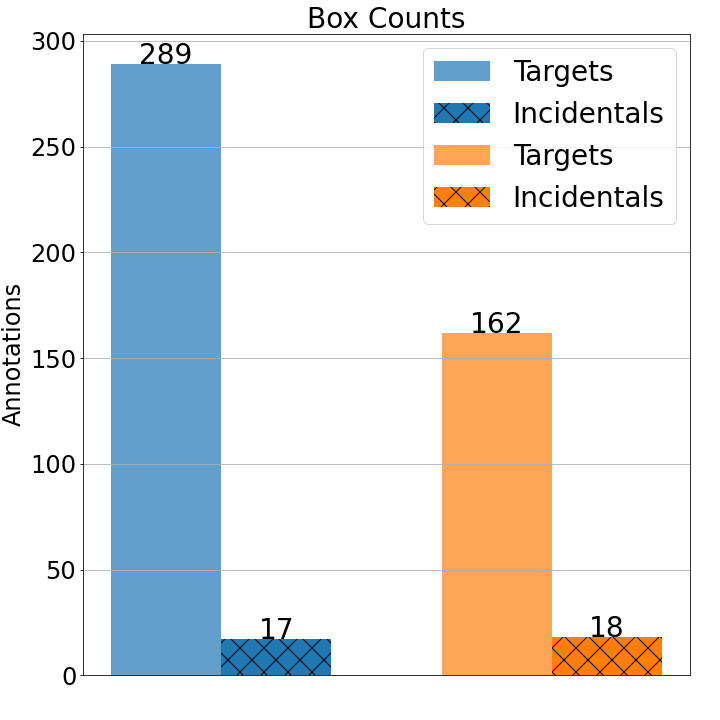 Box Counts
300
250
200
150
100
50
0
Annotations
289
17
162
18
Targets
Incidentals
Targets
Incidentals